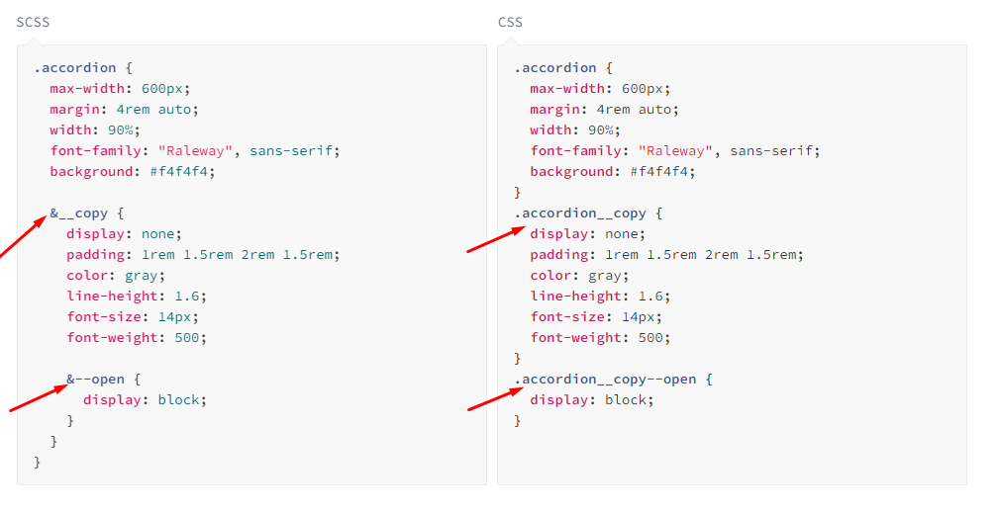 SCSS
.accordion {
  max-width: 600px;
  margin: 4rem auto;
  width: 90%;
  font-family: "Raleway", sans-serif;
  background: #f4f4f4;
  &__copy {
    display: none;
    padding: 1rem 1.5rem 2rem 1.5rem;
    color: gray;
    line-height: 1.6;
    font-size: 14px;
    font-weight: 500;
    &--open {
      display: block;
    }
  }
}
CSS
.accordion {
  max-width: 600px;
  margin: 4rem auto;
  width: 90%;
  font-family: "Raleway", sans-serif;
  background: #f4f4f4;
}
.accordion__copy {
  display: none;
  padding: 1rem 1.5rem 2rem 1.5rem;
  color: gray;
  line-height: 1.6;
  font-size: 14px;
  font-weight: 500;
}
.accordion__copy--open {
  display: block;
}